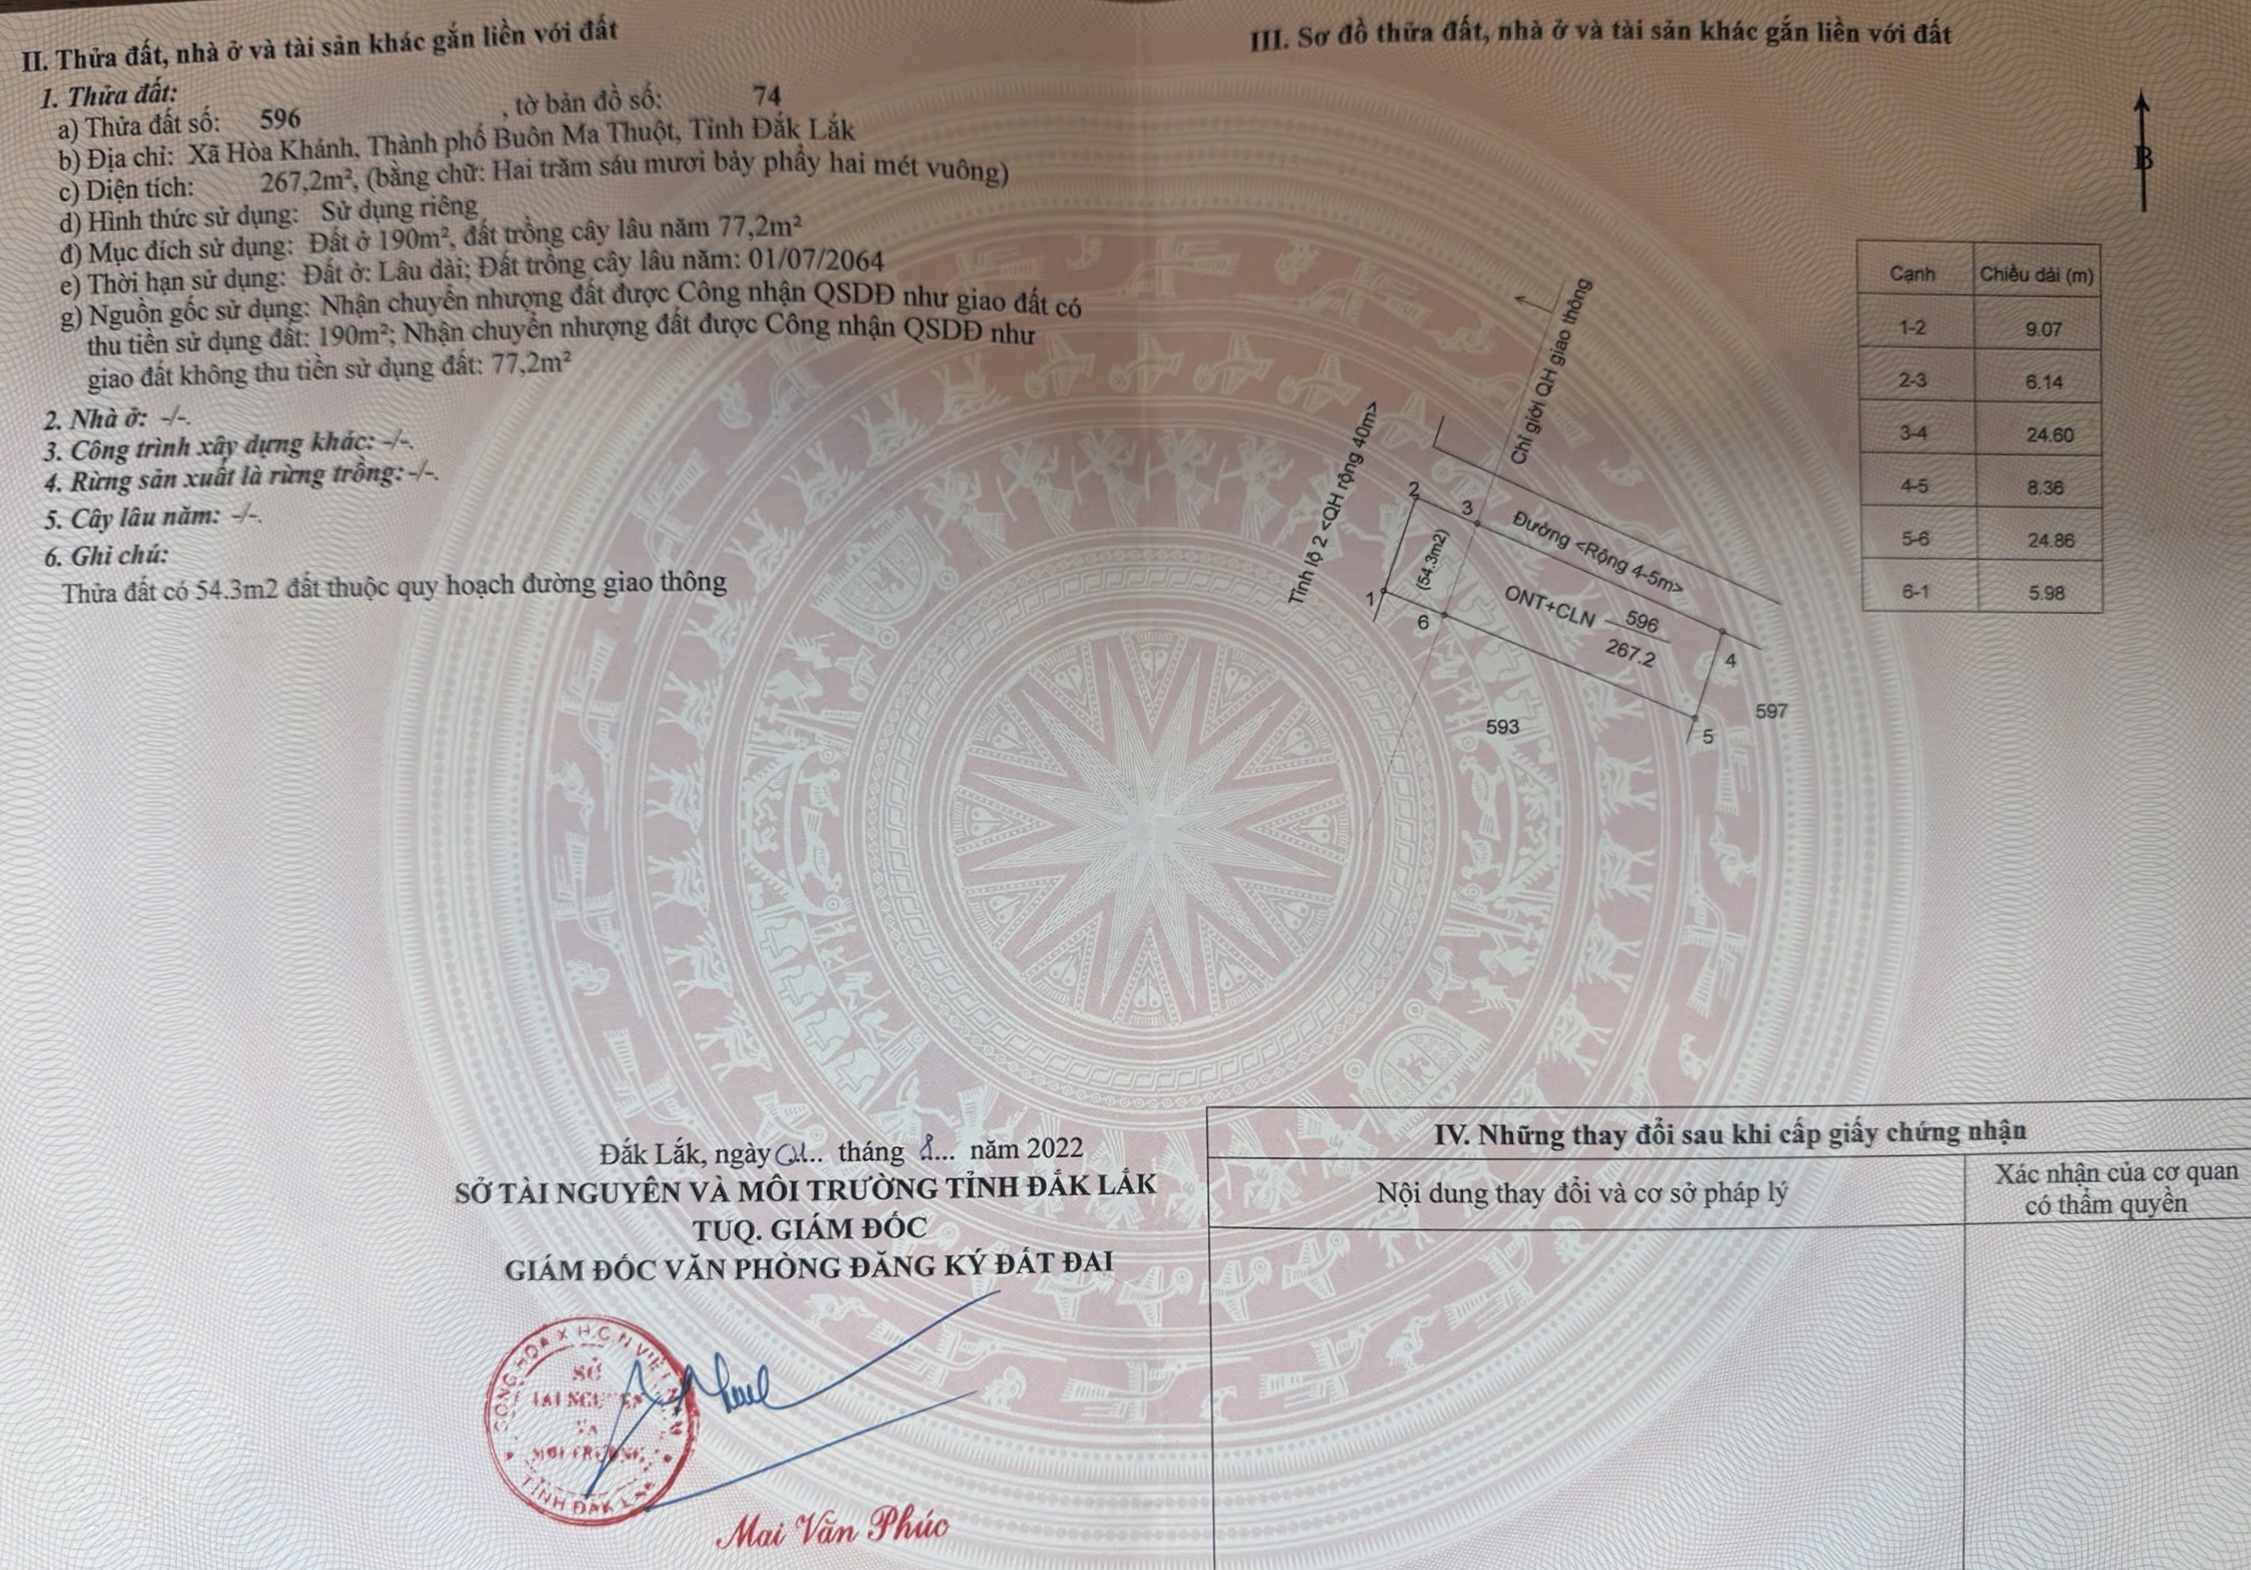 II. Thửa đất, nhà ở và tài sản khác gắn liền với đất
1. Thửa đất:
a) Thửa đất số: 596 , tờ bản đồ số: 74
b) Địa chỉ: Xã Hòa Khánh, Thành phố Buôn Ma Thuột, Tỉnh Đắk Lắk
c) Diện tích: 267,2m², (bằng chữ: Hai trăm sáu mươi bảy phẩy hai mét vuông)
d) Hình thức sử dụng: Sử dụng riêng
đ) Mục đích sử dụng: Đất ở 190m², đất trồng cây lâu năm 77,2m²
e) Thời hạn sử dụng: Đất ở: Lâu dài; Đất trồng cây lâu năm: 01/07/2064
g) Nguồn gốc sử dụng: Nhận chuyển nhượng đất được Công nhận QSDĐ như giao đất có
thu tiền sử dụng đất: 190m²; Nhận chuyển nhượng đất được Công nhận QSDĐ như
giao đất không thu tiền sử dụng đất: 77,2m²
2. Nhà ở: -/-.
3. Công trình xây dựng khác: -/-.
4. Rừng sản xuất là rừng trồng: -/-.
5. Cây lâu năm: -/-.
6. Ghi chú:
Thửa đất có 54.3m2 đất thuộc quy hoạch đường giao thông
Đắk Lắk, ngày 01... tháng 8... năm 2022
SỞ TÀI NGUYÊN VÀ MÔI TRƯỜNG TỈNH ĐẮK LẮK
TUQ. GIÁM ĐỐC
GIÁM ĐỐC VĂN PHÒNG ĐĂNG KÝ ĐẤT ĐAI
SỞ
TÀI NGUYÊN
VÀ
MÔI TRƯỜNG
TỈNH ĐẮK LẮK
Mai Văn Phúc
III. Sơ đồ thửa đất, nhà ở và tài sản khác gắn liền với đất
B
Cạnh Chiều dài (m)
1-2 9.07
2-3 6.14
3-4 24.60
4-5 8.36
5-6 24.86
6-1 5.98
Chỉ giới QH giao thông
Tỉnh lộ 2 <QH rộng 40m>
Đường <Rộng 4-5m>
2
3
(54.3m2)
1
6
ONT+CLN 596
267.2
4
5
593
597
IV. Những thay đổi sau khi cấp giấy chứng nhận
Nội dung thay đổi và cơ sở pháp lý
Xác nhận của cơ quan
có thẩm quyền